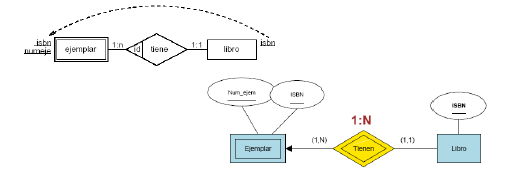 isbn
numeje
ejemplar
1:n
id
tiene
1:1
libro
isbn
Num_ejem
ISBN
ISBN
1:N
Ejemplar
(1,N)
Tienen
(1,1)
Libro